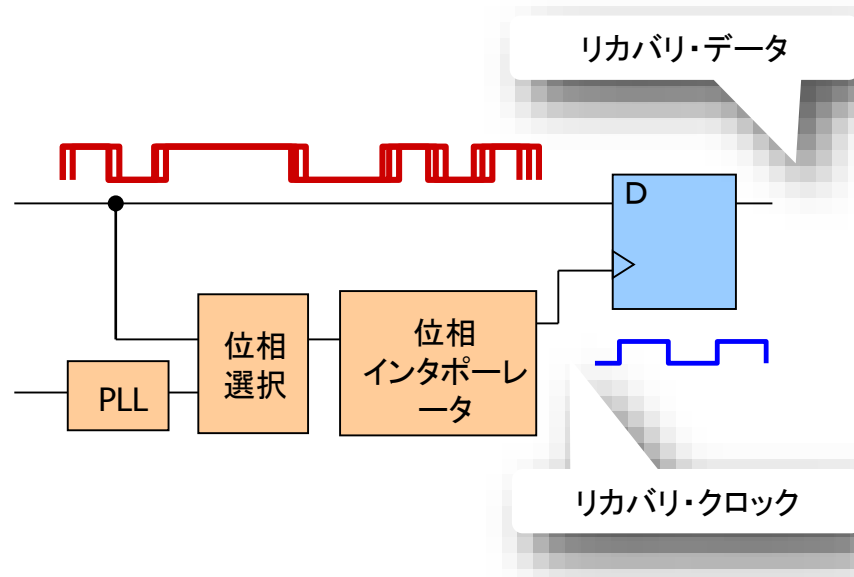 リカバリ・データ
D
位相
選択
位相
インタポーレ
ータ
PLL
リカバリ・クロック